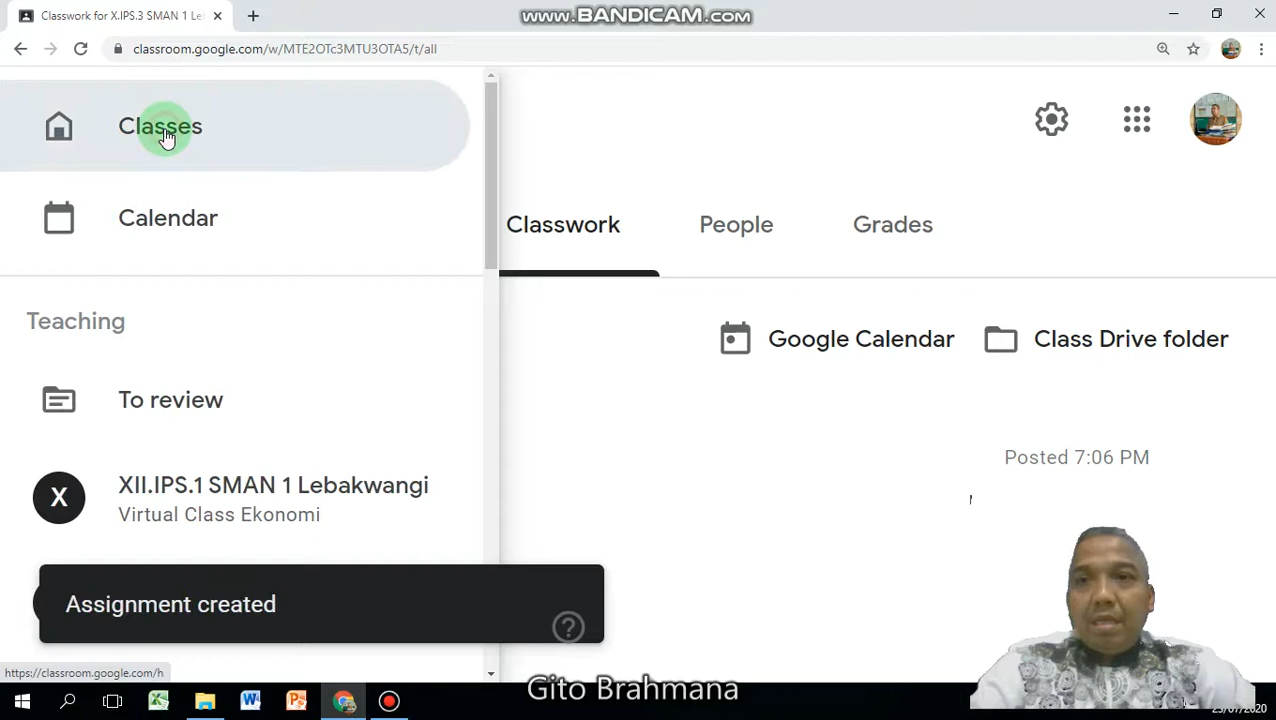 Classwork for X.IPS.3 SMAN 1 Le
www.BANDICAM.com
classroom.google.com/w/MTE2OTc3MTU3OTA5/t/all
Classes
Calendar
Classwork
People
Grades
Teaching
Google Calendar
Class Drive folder
To review
Posted 7:06 PM
X
XII.IPS.1 SMAN 1 Lebakwangi
Virtual Class Ekonomi
Assignment created
https://classroom.google.com/h
Gito Brahmana